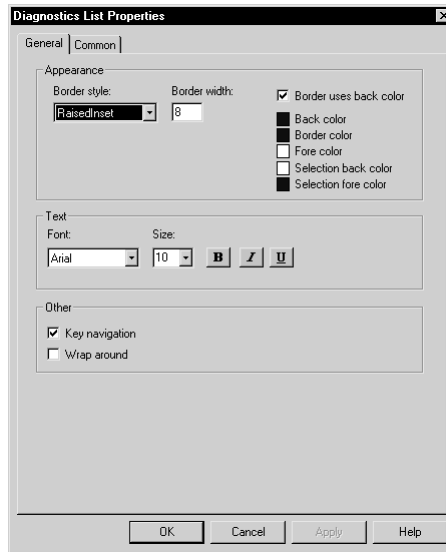 Diagnostics List Properties
General Common
Appearance
Border style: Border width:
RaisedInset 8 Border uses back color
Back color
Border color
Fore color
Selection back color
Selection fore color
Text
Font: Size:
Arial 10 B I U
Other
Key navigation
Wrap around
OK Cancel Apply Help